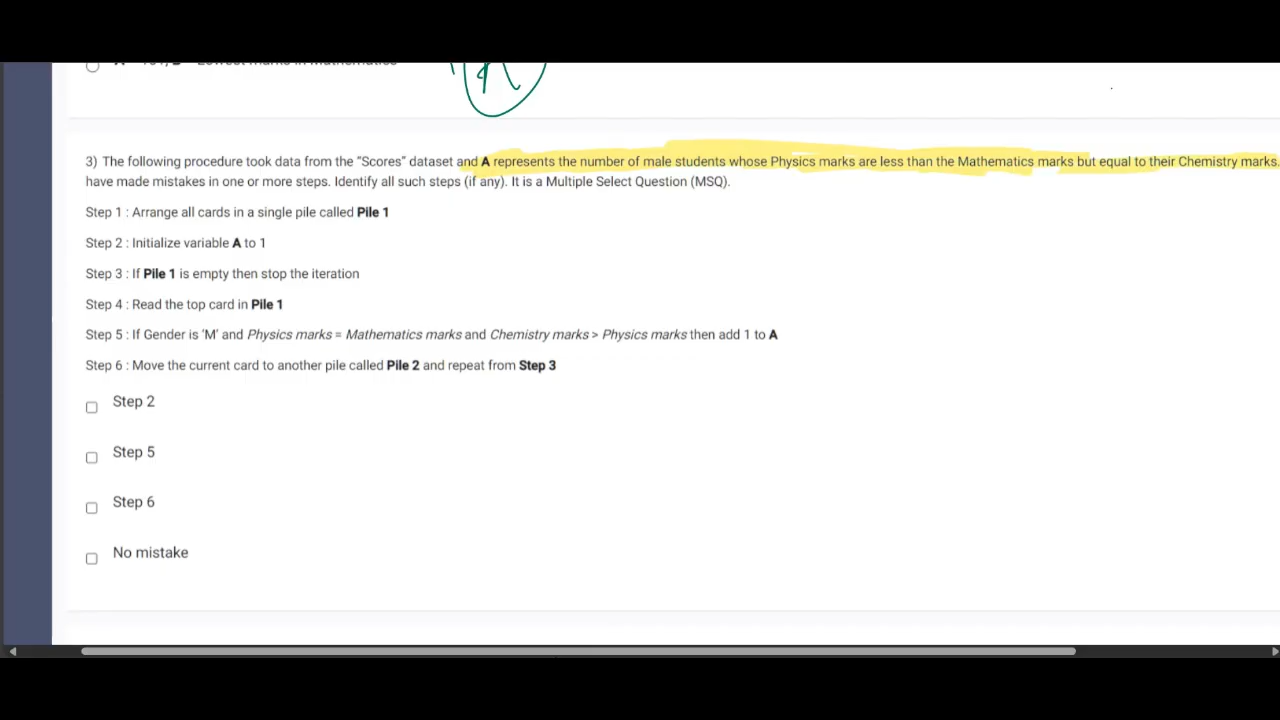 3) The following procedure took data from the "Scores" dataset and A represents the number of male students whose Physics marks are less than the Mathematics marks but equal to their Chemistry marks.
have made mistakes in one or more steps. Identify all such steps (if any). It is a Multiple Select Question (MSQ).
Step 1 : Arrange all cards in a single pile called Pile 1
Step 2 : Initialize variable A to 1
Step 3 : If Pile 1 is empty then stop the iteration
Step 4 : Read the top card in Pile 1
Step 5 : If Gender is 'M' and Physics marks = Mathematics marks and Chemistry marks > Physics marks then add 1 to A
Step 6 : Move the current card to another pile called Pile 2 and repeat from Step 3
Step 2
Step 5
Step 6
No mistake